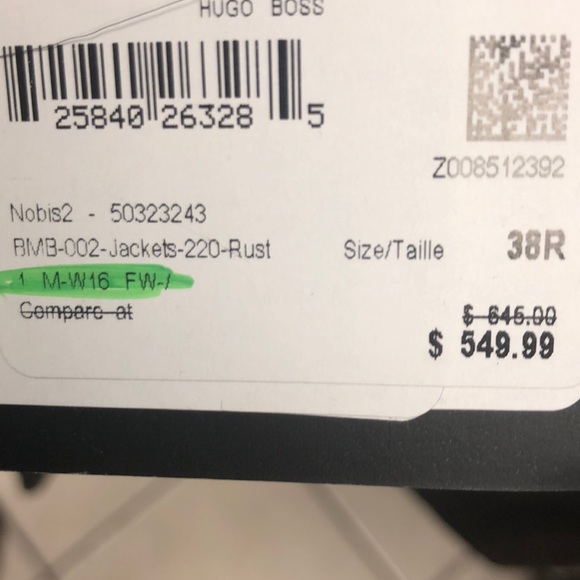 HUGO BOSS
25840 26328 5
Z008512392
Nobis2 - 50323243
BMB-002-Jackets-220-Rust
Size/Taille 38R
1 M-W16 FW-/
Compare at
$ 645.00
$ 549.99